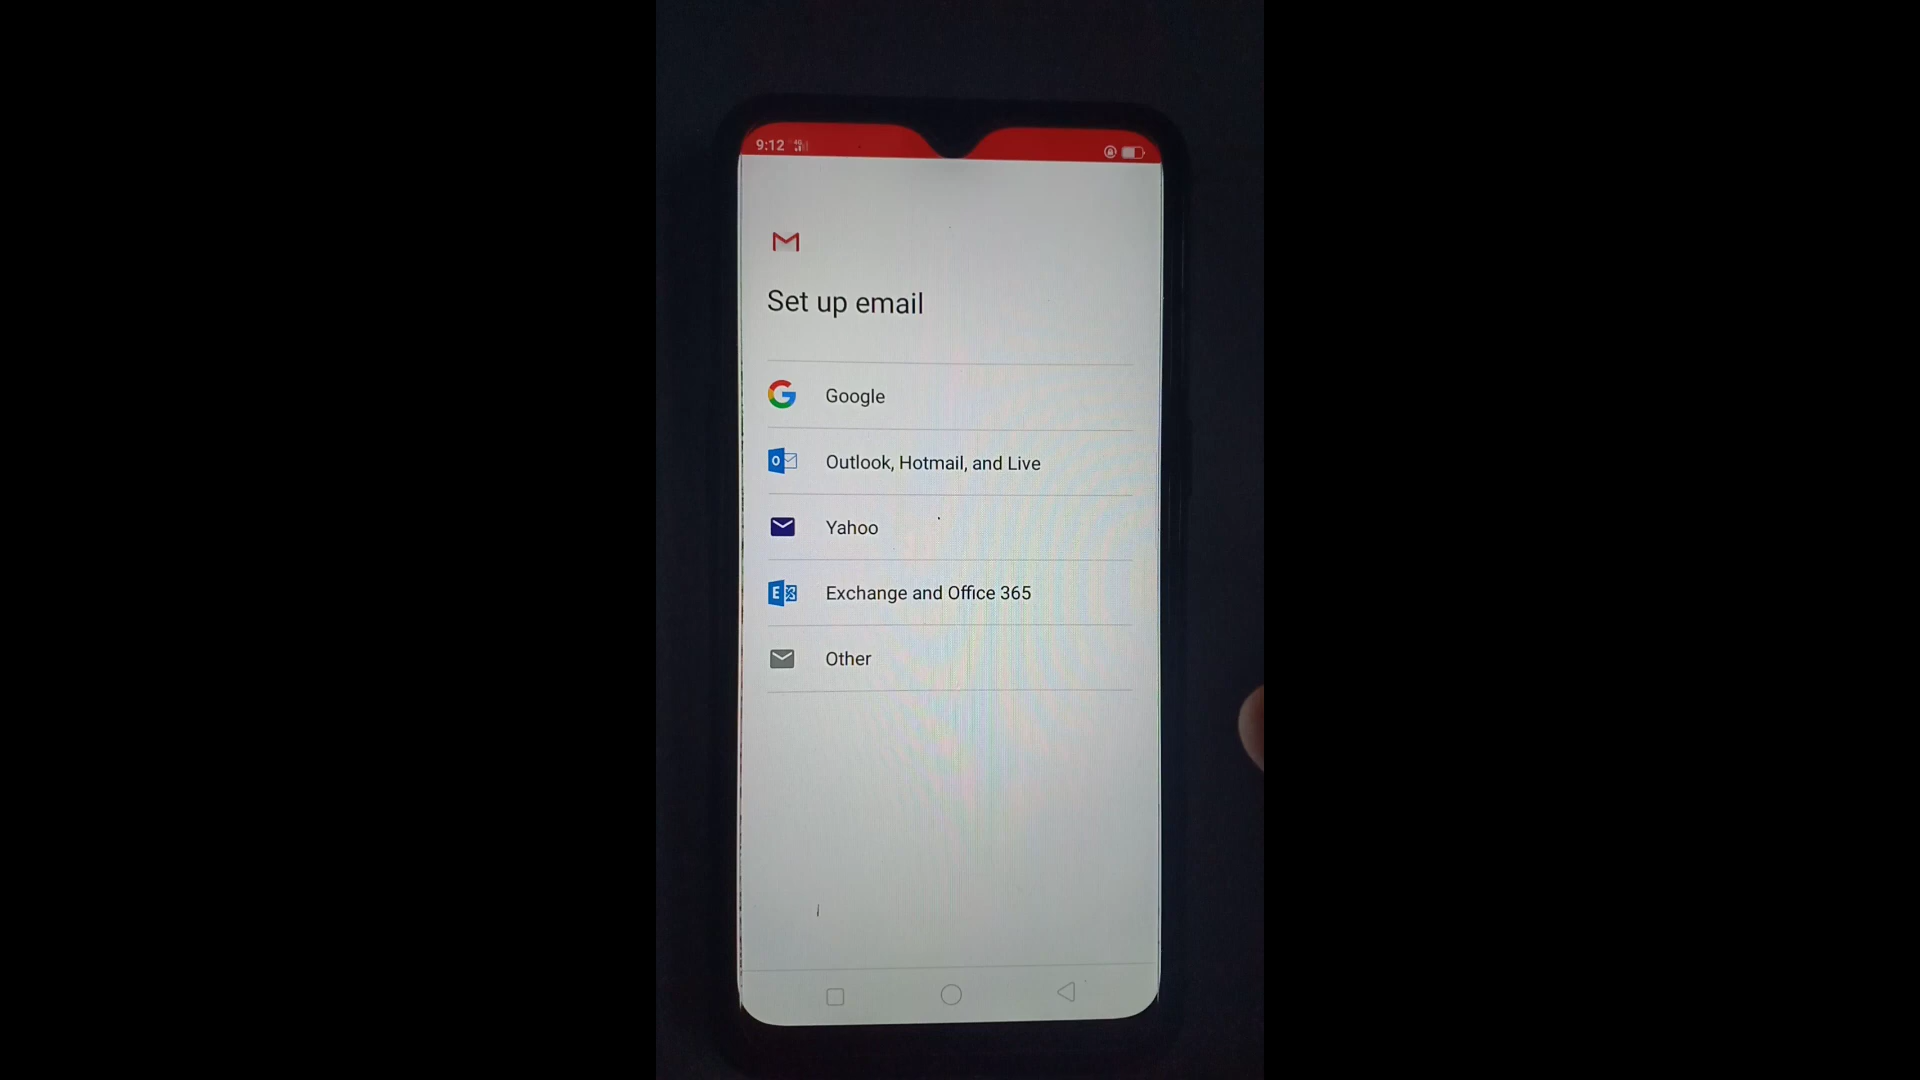 9:12
Set up email
Google
Outlook, Hotmail, and Live
Yahoo
Exchange and Office 365
Other